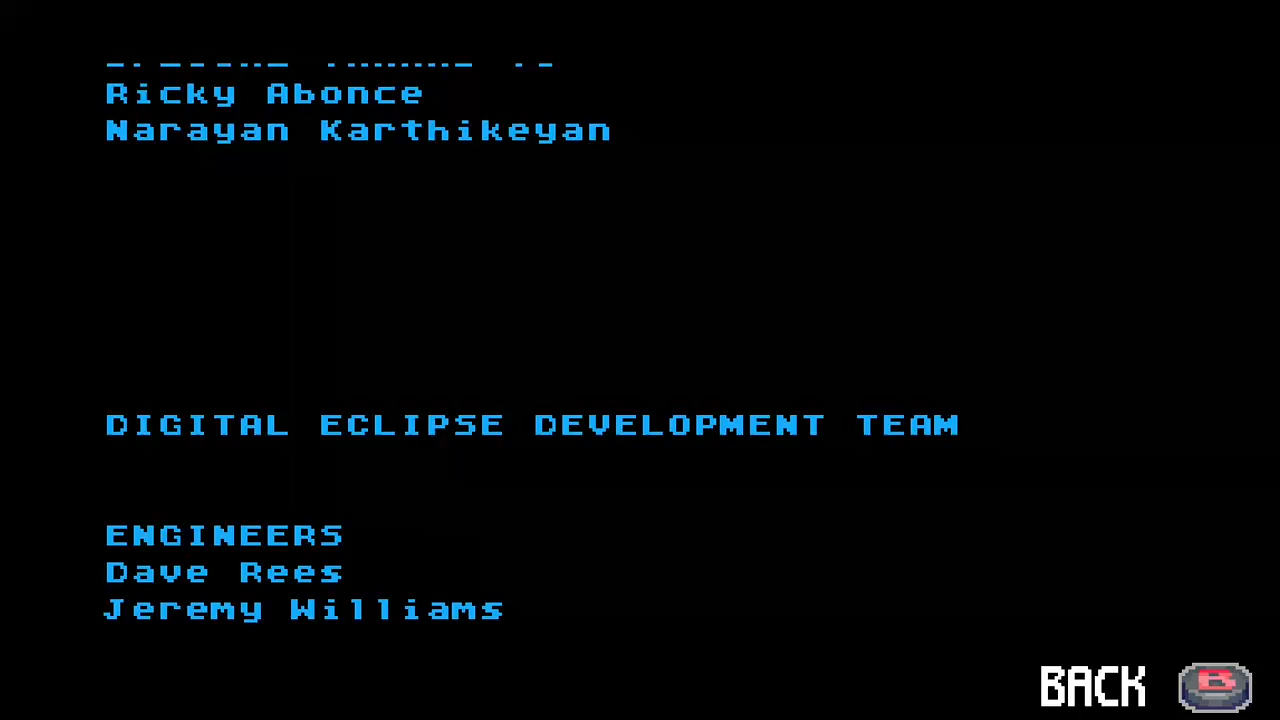 Ricky Abonce
Narayan Karthikeyan
DIGITAL ECLIPSE DEVELOPMENT TEAM
ENGINEERS
Dave Rees
Jeremy Williams
BACK B